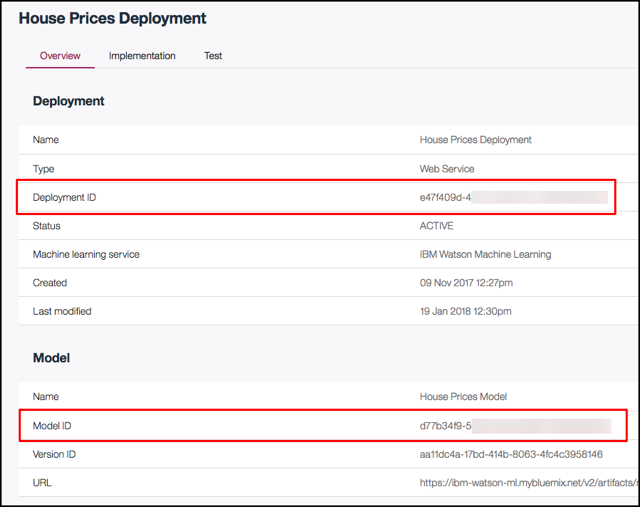 House Prices Deployment
Overview Implementation Test
Deployment
Name House Prices Deployment
Type Web Service
Deployment ID e47f409d-4
Status ACTIVE
Machine learning service IBM Watson Machine Learning
Created 09 Nov 2017 12:27pm
Last modified 19 Jan 2018 12:30pm
Model
Name House Prices Model
Model ID d77b34f9-5
Version ID aa11dc4a-17bd-414b-8063-4fc4c3958146
URL https://ibm-watson-ml.mybluemix.net/v2/artifacts/